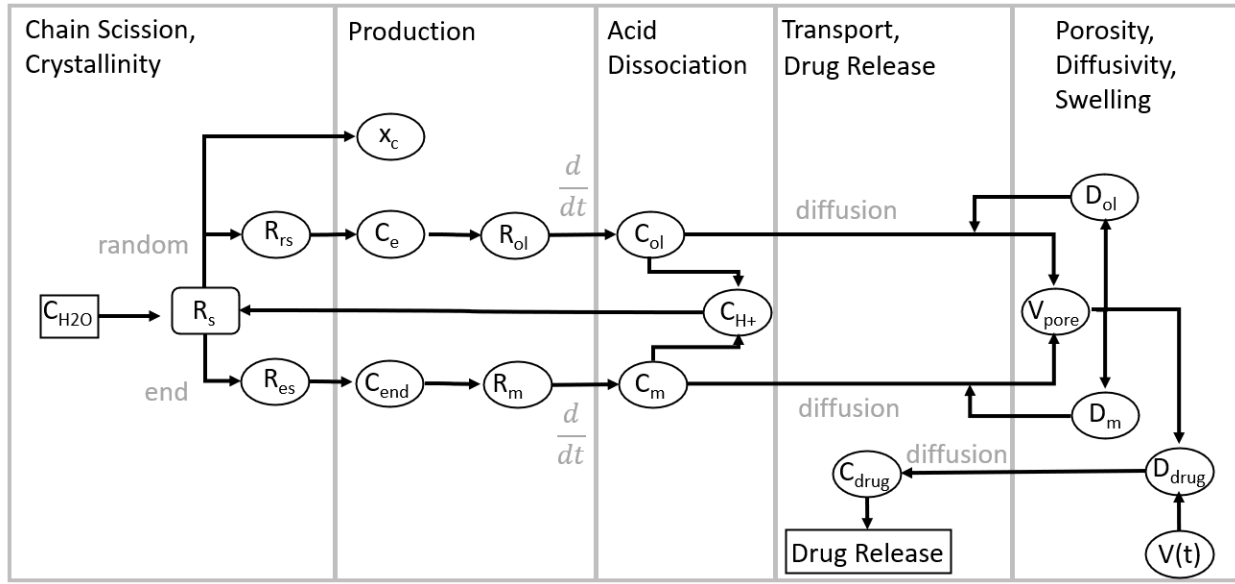 Chain Scission,
Crystallinity
Production
Acid
Dissociation
Transport,
Drug Release
Porosity,
Diffusivity,
Swelling
x_c
d
dt
D_ol
random
R_rs
C_e
R_ol
C_ol
diffusion
C_H2O
R_s
C_H+
V_pore
end
R_es
C_end
R_m
C_m
diffusion
D_m
d
dt
diffusion
C_drug
D_drug
Drug Release
V(t)